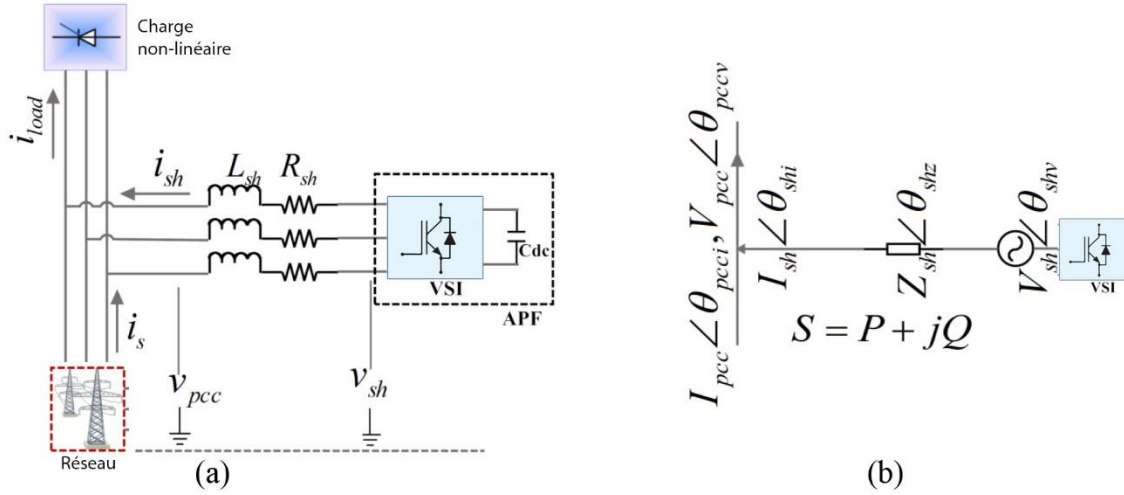 Charge
non-linéaire
i_load
i_sh
L_sh
R_sh
Cdc
VSI
APF
i_s
v_pcc
v_sh
Réseau
(a)
I_pcc∠θ_pcci, V_pcc∠θ_pccv
I_sh∠θ_shi
Z_sh∠θ_shz
V_sh∠θ_shv
VSI
S = P + jQ
(b)